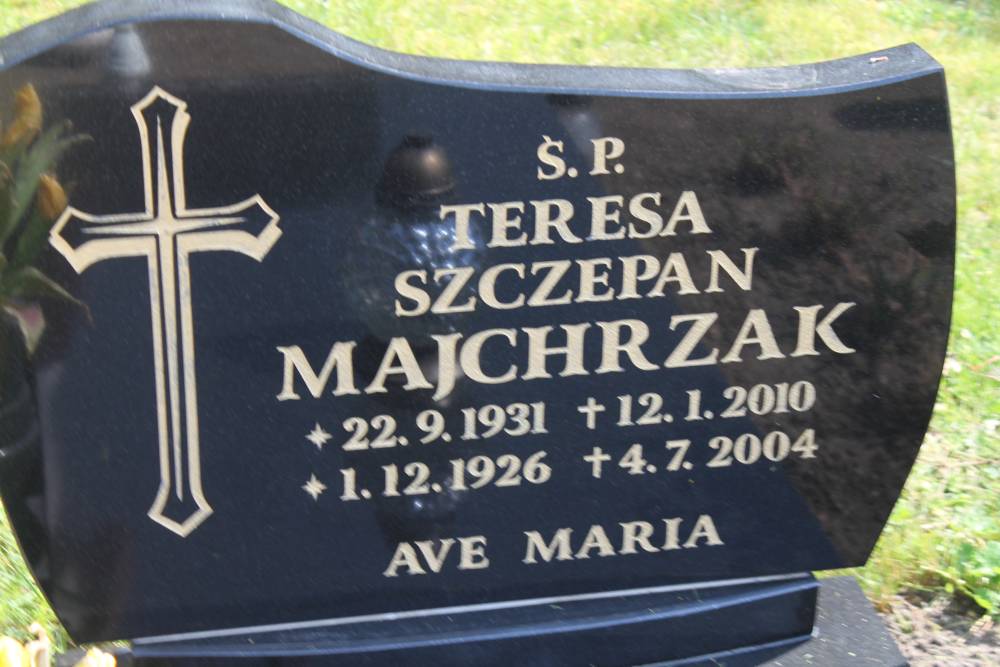 Ś. P.
TERESA
SZCZEPAN
MAJCHRZAK
22. 9. 1931 † 12. 1. 2010
1. 12. 1926 † 4. 7. 2004
AVE MARIA